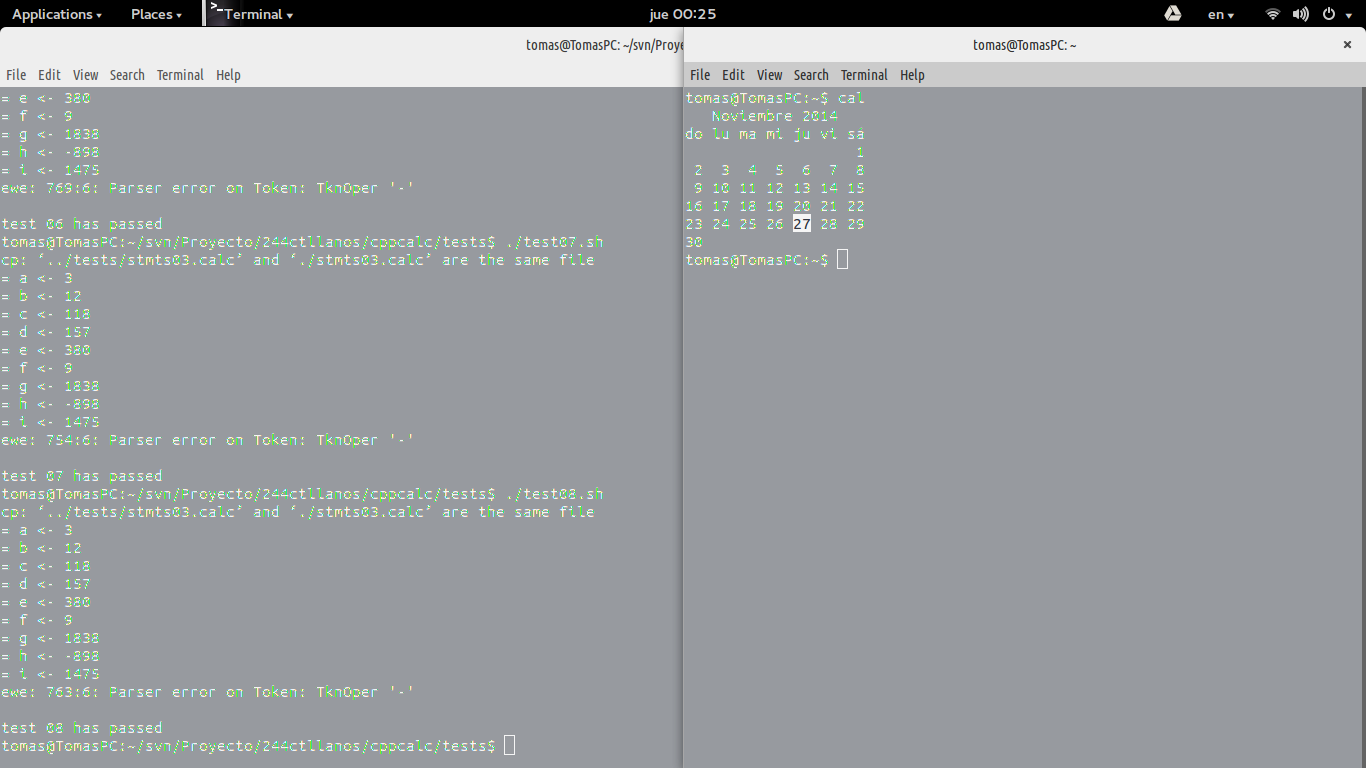 Applications Places Terminal jue 00:25 en
tomas@TomasPC: ~/svn/Proye
File Edit View Search Terminal Help
= e <- 380
= f <- 9
= g <- 1838
= h <- -898
= i <- 1475
ewe: 769:6: Parser error on Token: TknOper '-'
test 06 has passed
tomas@TomasPC:~/svn/Proyecto/244ctllanos/cppcalc/tests$ ./test07.sh
cp: ‘../tests/stmts03.calc’ and ‘./stmts03.calc’ are the same file
= a <- 3
= b <- 12
= c <- 118
= d <- 157
= e <- 380
= f <- 9
= g <- 1838
= h <- -898
= i <- 1475
ewe: 754:6: Parser error on Token: TknOper '-'
test 07 has passed
tomas@TomasPC:~/svn/Proyecto/244ctllanos/cppcalc/tests$ ./test08.sh
cp: ‘../tests/stmts03.calc’ and ‘./stmts03.calc’ are the same file
= a <- 3
= b <- 12
= c <- 118
= d <- 157
= e <- 380
= f <- 9
= g <- 1838
= h <- -898
= i <- 1475
ewe: 763:6: Parser error on Token: TknOper '-'
test 08 has passed
tomas@TomasPC:~/svn/Proyecto/244ctllanos/cppcalc/tests$
tomas@TomasPC: ~
File Edit View Search Terminal Help
tomas@TomasPC:~$ cal
Noviembre 2014
do lu ma mi ju vi sá
1
2 3 4 5 6 7 8
9 10 11 12 13 14 15
16 17 18 19 20 21 22
23 24 25 26 27 28 29
30
tomas@TomasPC:~$